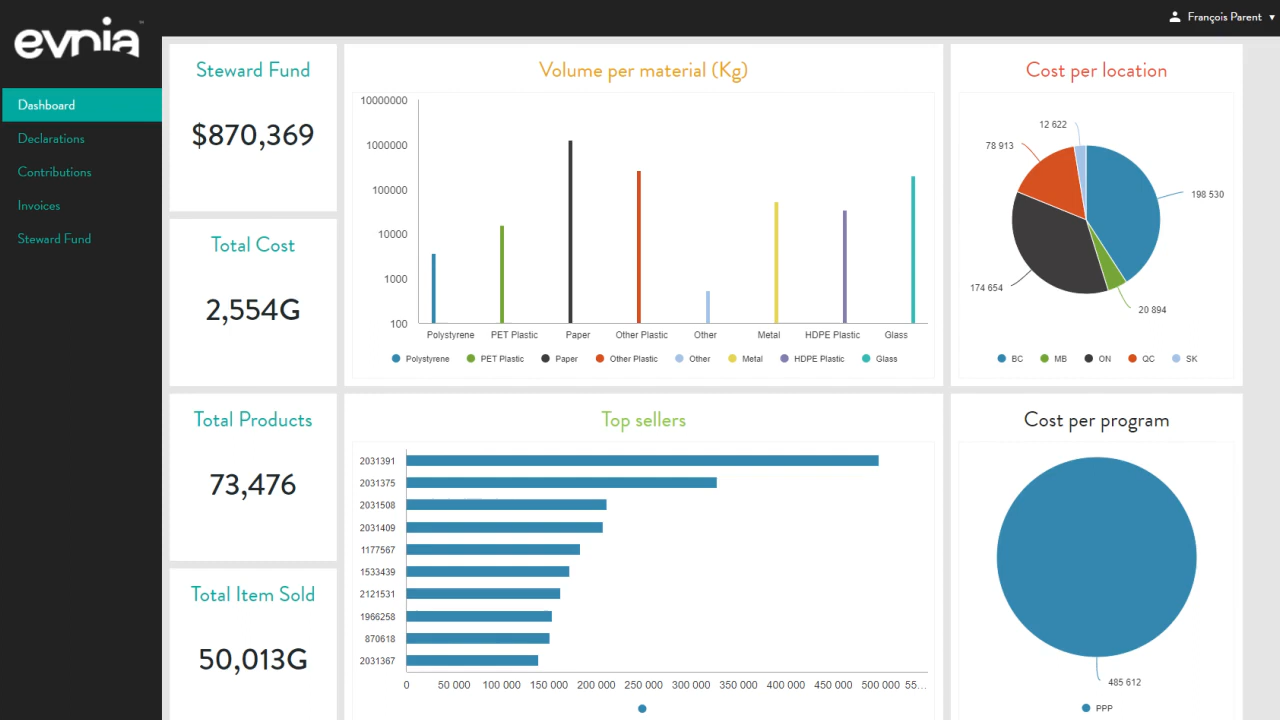 evnia
François Parent
Dashboard
Declarations
Contributions
Invoices
Steward Fund
Steward Fund
$870,369
Total Cost
2,554G
Total Products
73,476
Total Item Sold
50,013G
Volume per material (Kg)
10000000
1000000
100000
10000
1000
100
Polystyrene PET Plastic Paper Other Plastic Other Metal HDPE Plastic Glass
Polystyrene PET Plastic Paper Other Plastic Other Metal HDPE Plastic Glass
Cost per location
12 622
78 913
198 530
174 654
20 894
BC MB ON QC SK
Top sellers
2031391
2031375
2031508
2031409
1177567
1533439
2121531
1966258
870618
2031367
0 50 000 100 000 150 000 200 000 250 000 300 000 350 000 400 000 450 000 500 000 55...
Cost per program
485 612
PPP